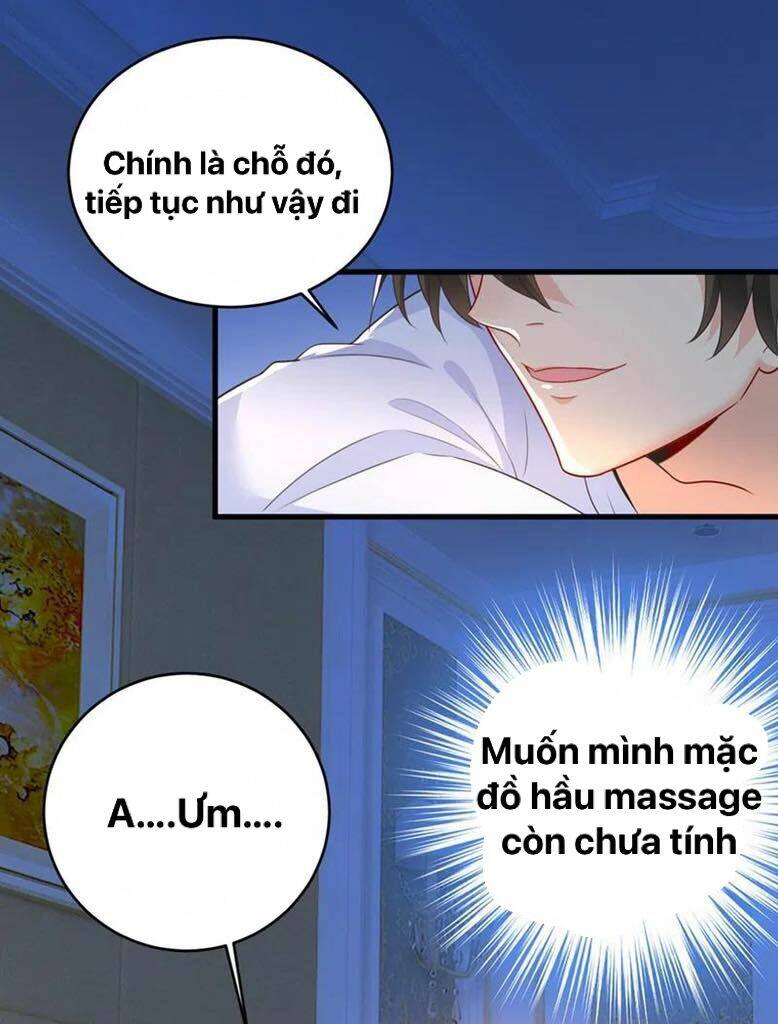 Chính là chỗ đó,
tiếp tục như vậy đi
Muốn mình mặc
đồ hầu massage
còn chưa tính
A....Ưm....